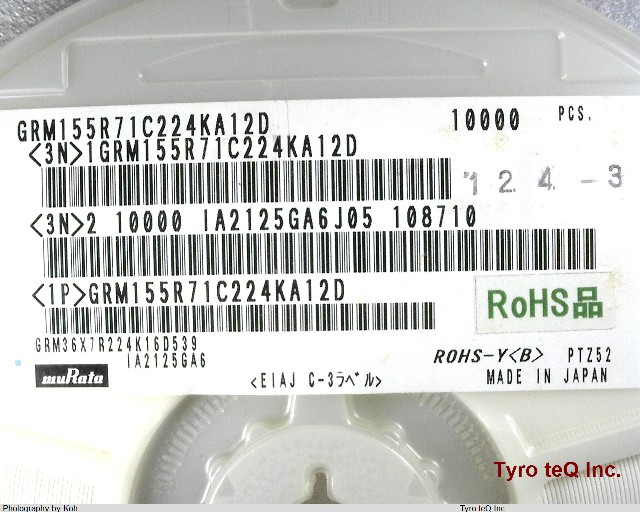 GRM155R71C224KA12D 10000 PCS.
<3N>1GRM155R71C224KA12D
124-3
<3N>2 10000 IA2125GA6J05 108710
<1P>GRM155R71C224KA12D
RoHS品
GRM36X7R224K16D539
IA2125GA6
ROHS-Y<B> PTZ52
muRata
<EIAJ C-3ラベル>
MADE IN JAPAN
Tyro teQ Inc.
Photography by Koh
Tyro teQ Inc